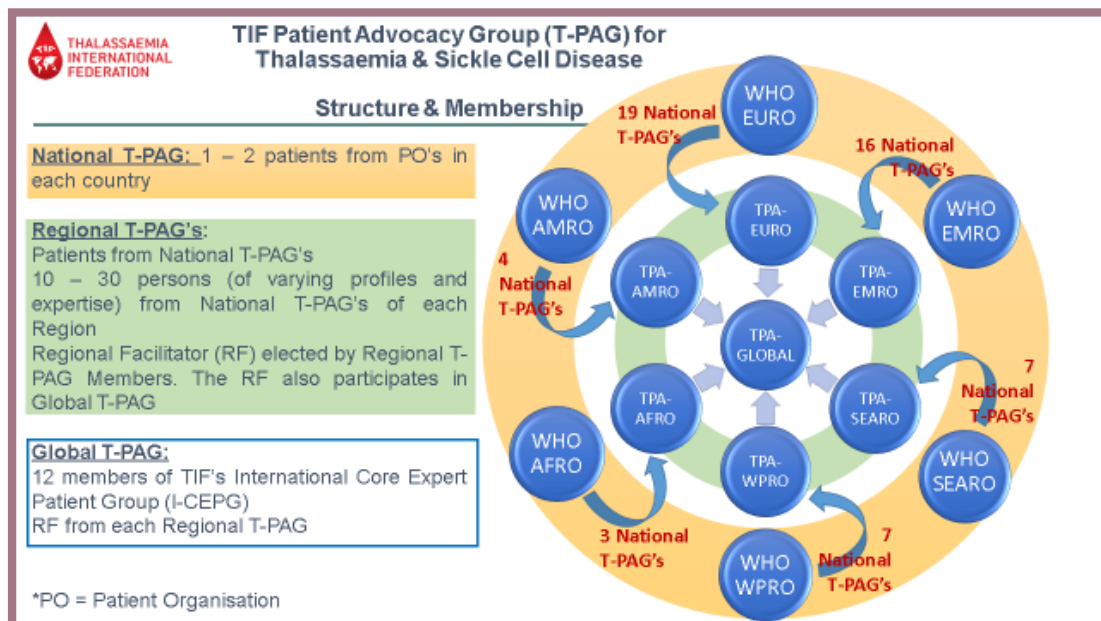 TIF
THALASSAEMIA
INTERNATIONAL
FEDERATION
TIF Patient Advocacy Group (T-PAG) for
Thalassaemia & Sickle Cell Disease
Structure & Membership
National T-PAG: 1 – 2 patients from PO's in
each country
Regional T-PAG's:
Patients from National T-PAG's
10 – 30 persons (of varying profiles and
expertise) from National T-PAG's of each
Region
Regional Facilitator (RF) elected by Regional T-
PAG Members. The RF also participates in
Global T-PAG
Global T-PAG:
12 members of TIF's International Core Expert
Patient Group (I-CEPG)
RF from each Regional T-PAG
*PO = Patient Organisation
WHO
EURO
19 National
T-PAG's
16 National
T-PAG's
WHO
AMRO
WHO
EMRO
TPA-
EURO
4
National
T-PAG's
TPA-
AMRO
TPA-
EMRO
TPA-
GLOBAL
TPA-
AFRO
TPA-
SEARO
7
National
T-PAG's
WHO
AFRO
TPA-
WPRO
WHO
SEARO
3 National
T-PAG's
WHO
WPRO
7
National
T-PAG's